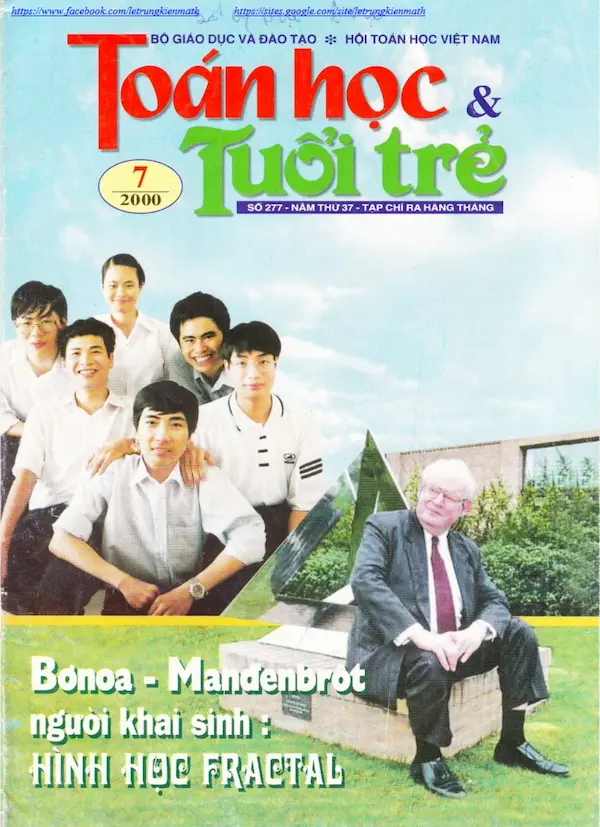 https://www.facebook.com/letrungkienmath https://sites.google.com/site/letrungkienmath
BỘ GIÁO DỤC VÀ ĐÀO TẠO ✻ HỘI TOÁN HỌC VIỆT NAM
Toán học &
Tuổi trẻ
7
2000
SỐ 277 - NĂM THỨ 37 - TẠP CHÍ RA HÀNG THÁNG
Bơnoa - Manđenbrot
người khai sinh :
HÌNH HỌC FRACTAL